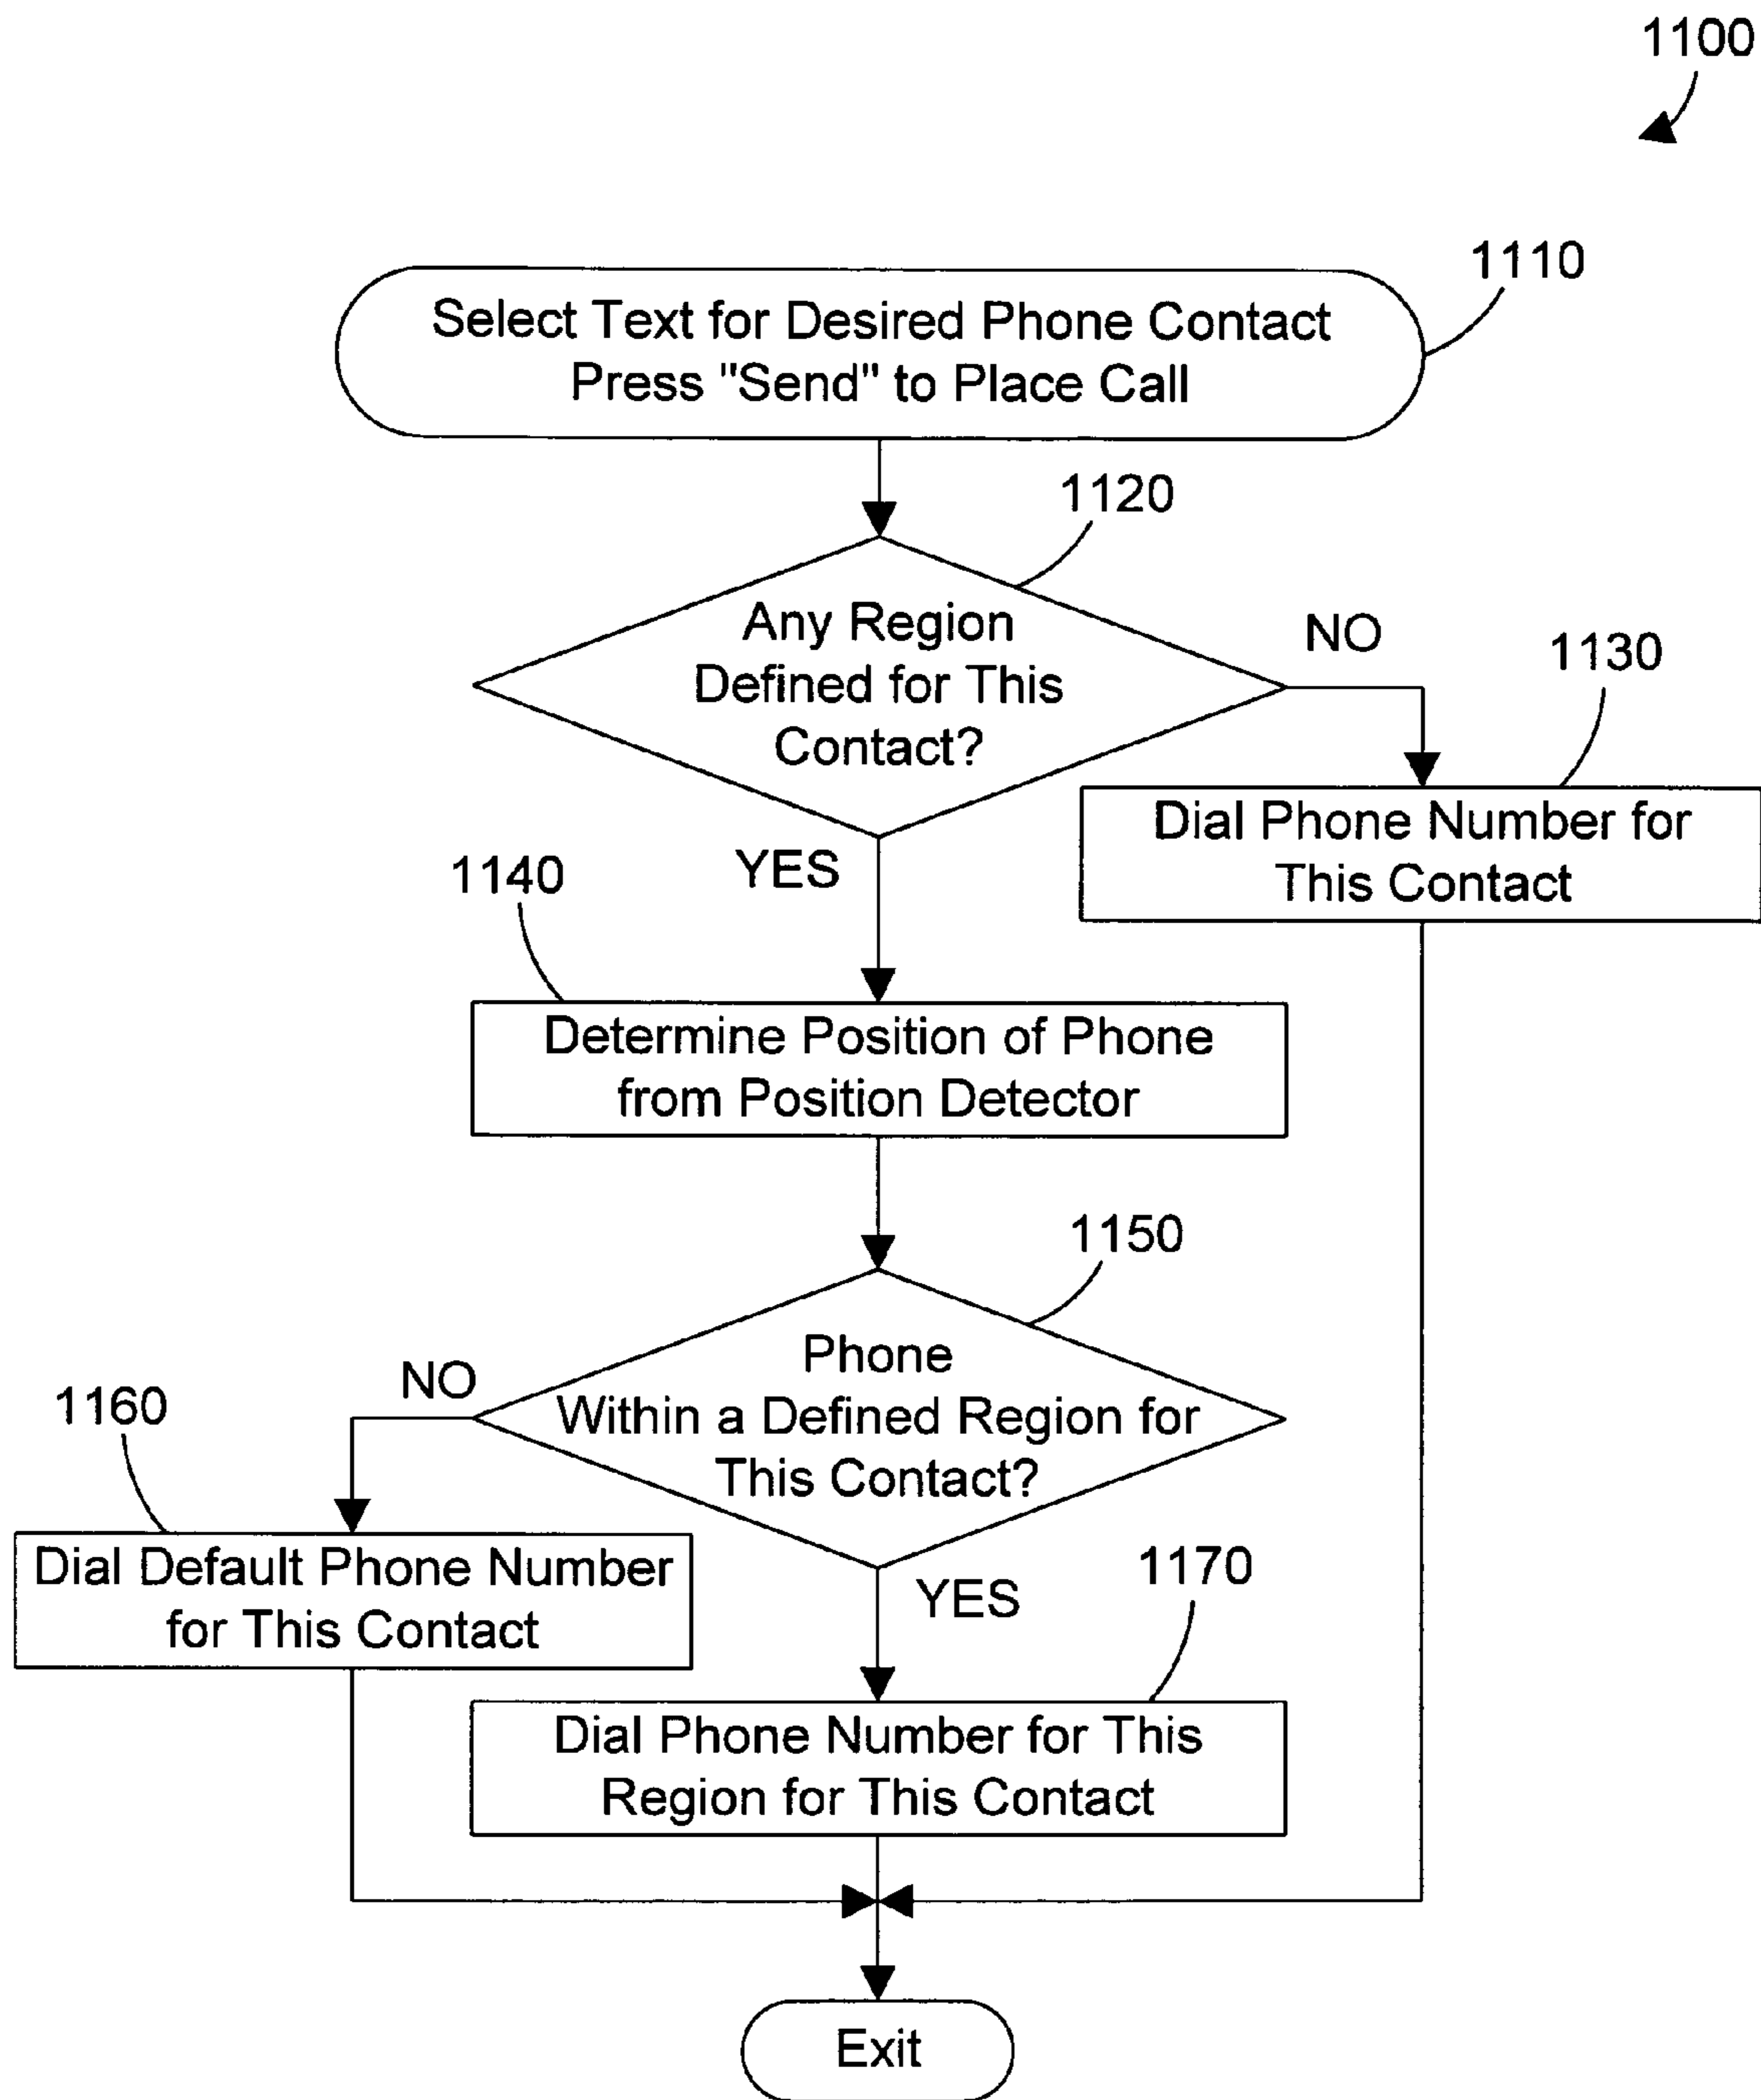 1100
1110
Select Text for Desired Phone Contact
Press "Send" to Place Call
1120
Any Region
Defined for This
Contact?
NO
1130
Dial Phone Number for
This Contact
YES
1140
Determine Position of Phone
from Position Detector
1150
Phone
Within a Defined Region for
This Contact?
NO
1160
Dial Default Phone Number
for This Contact
YES
1170
Dial Phone Number for This
Region for This Contact
Exit